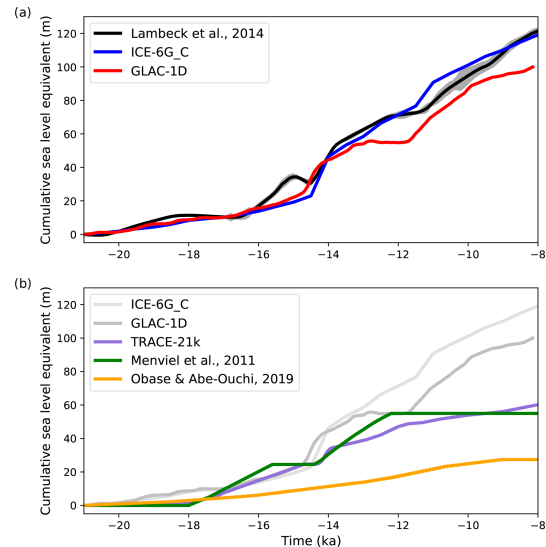 (a)
Cumulative sea level equivalent (m)
120
100
80
60
40
20
0
Lambeck et al., 2014
ICE-6G_C
GLAC-1D
−20 −18 −16 −14 −12 −10 −8
(b)
Cumulative sea level equivalent (m)
120
100
80
60
40
20
0
ICE-6G_C
GLAC-1D
TRACE-21k
Menviel et al., 2011
Obase & Abe-Ouchi, 2019
−20 −18 −16 −14 −12 −10 −8
Time (ka)